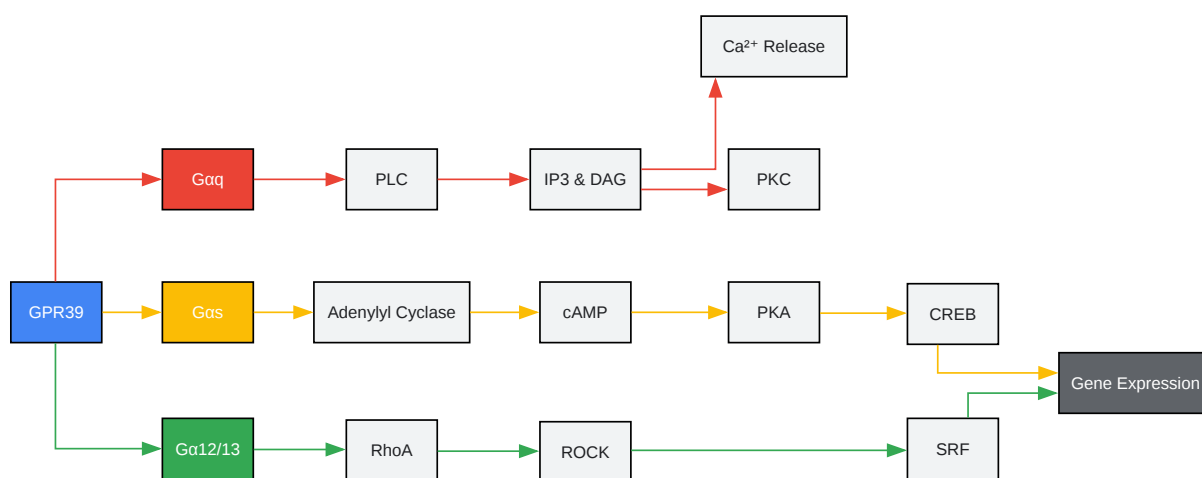 Ca²⁺ Release
Gαq
PLC
IP3 & DAG
PKC
GPR39
Gαs
Adenylyl Cyclase
cAMP
PKA
CREB
Gene Expression
Gα12/13
RhoA
ROCK
SRF